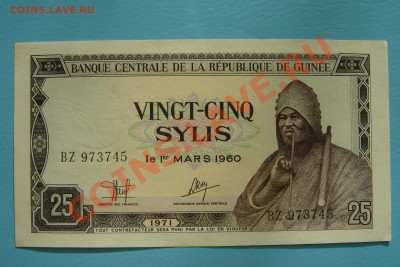 COINS.LAVE.RU
BANQUE CENTRALE DE LA RÉPUBLIQUE DE GUINÉE
VINGT-CINQ
SYLIS
le 1er MARS 1960
BZ 973745
BZ 973745
25
1971
25
TOUT CONTREFACTEUR SERA PUNI PAR LA LOI EN VIGUEUR
COINS.LAVE.RU